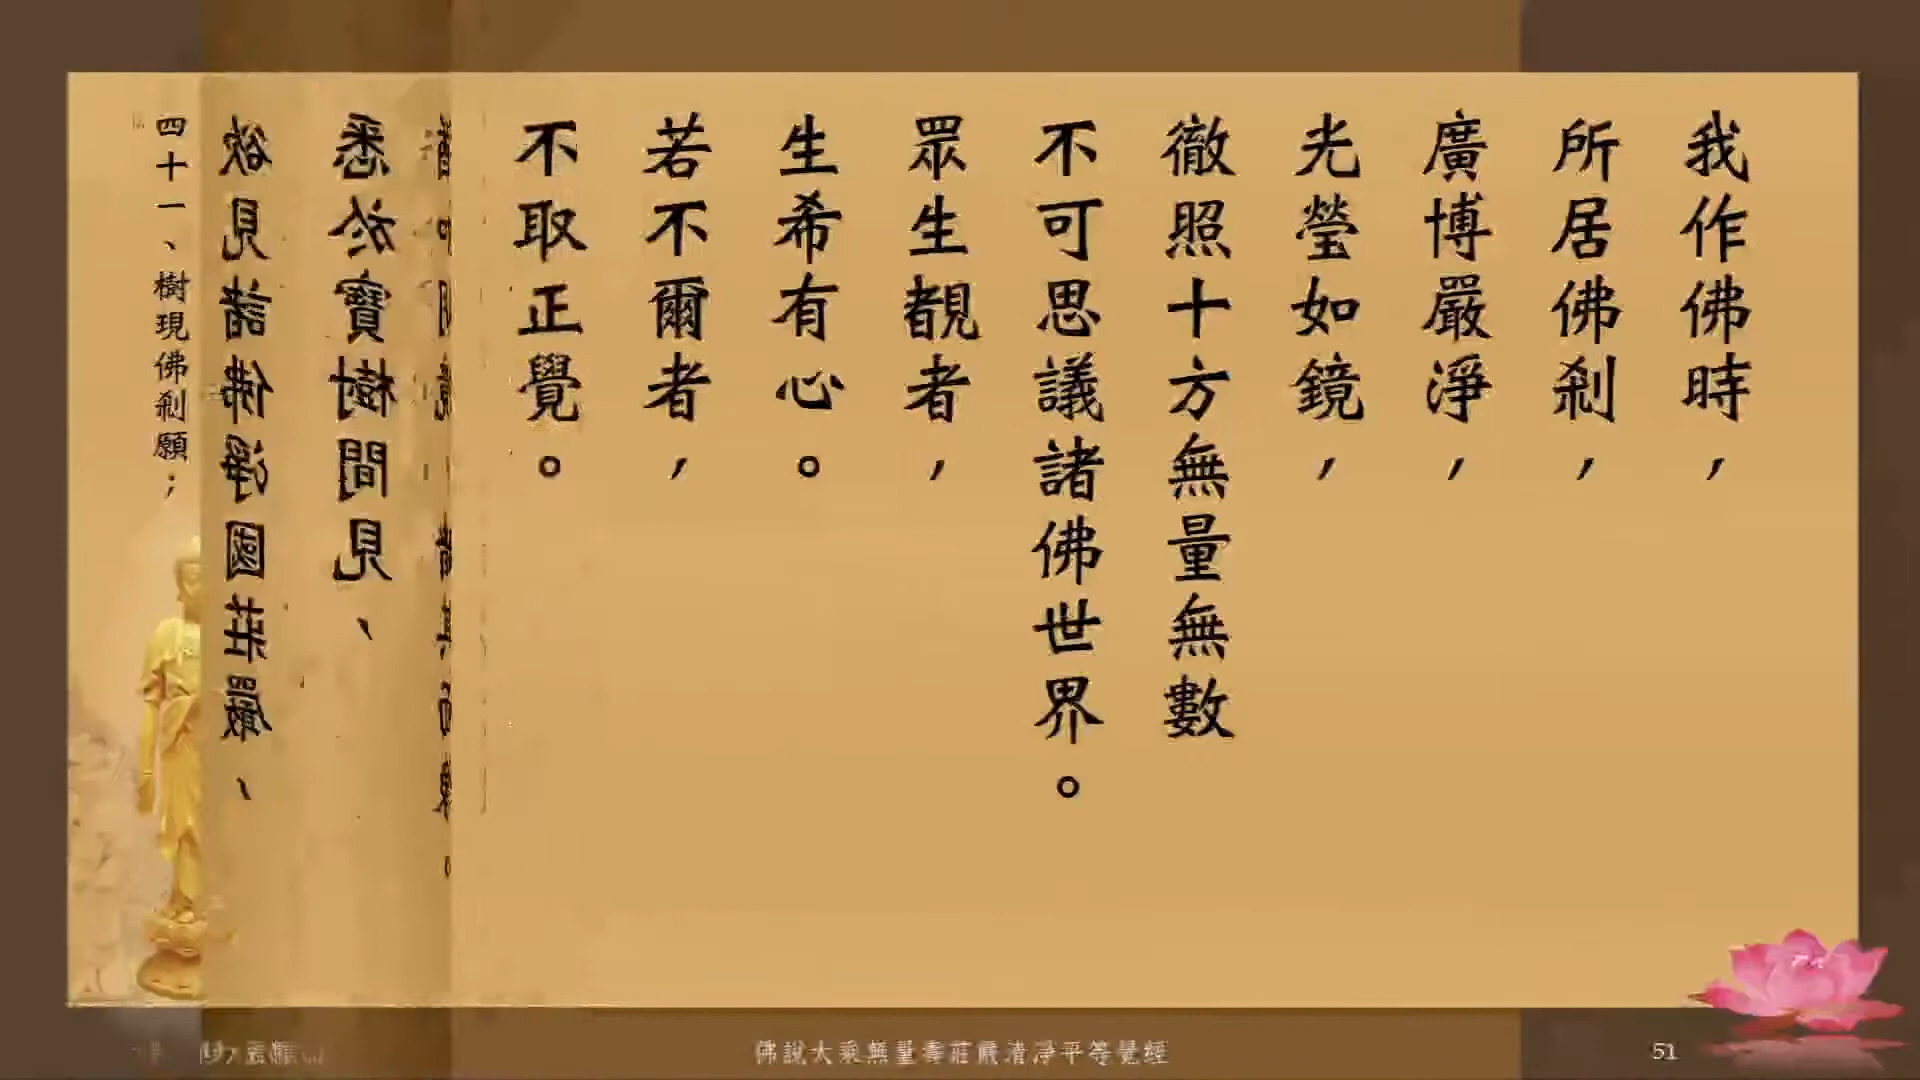 我作佛時，
所居佛剎，
廣博嚴淨，
光瑩如鏡，
徹照十方無量無數
不可思議諸佛世界。
眾生覩者，
生希有心。
若不爾者，
不取正覺。
悉於寶樹間見，
欲見諸佛淨國莊嚴，
四十一、樹現佛剎願；
佛說大乘無量壽莊嚴清淨平等覺經
51